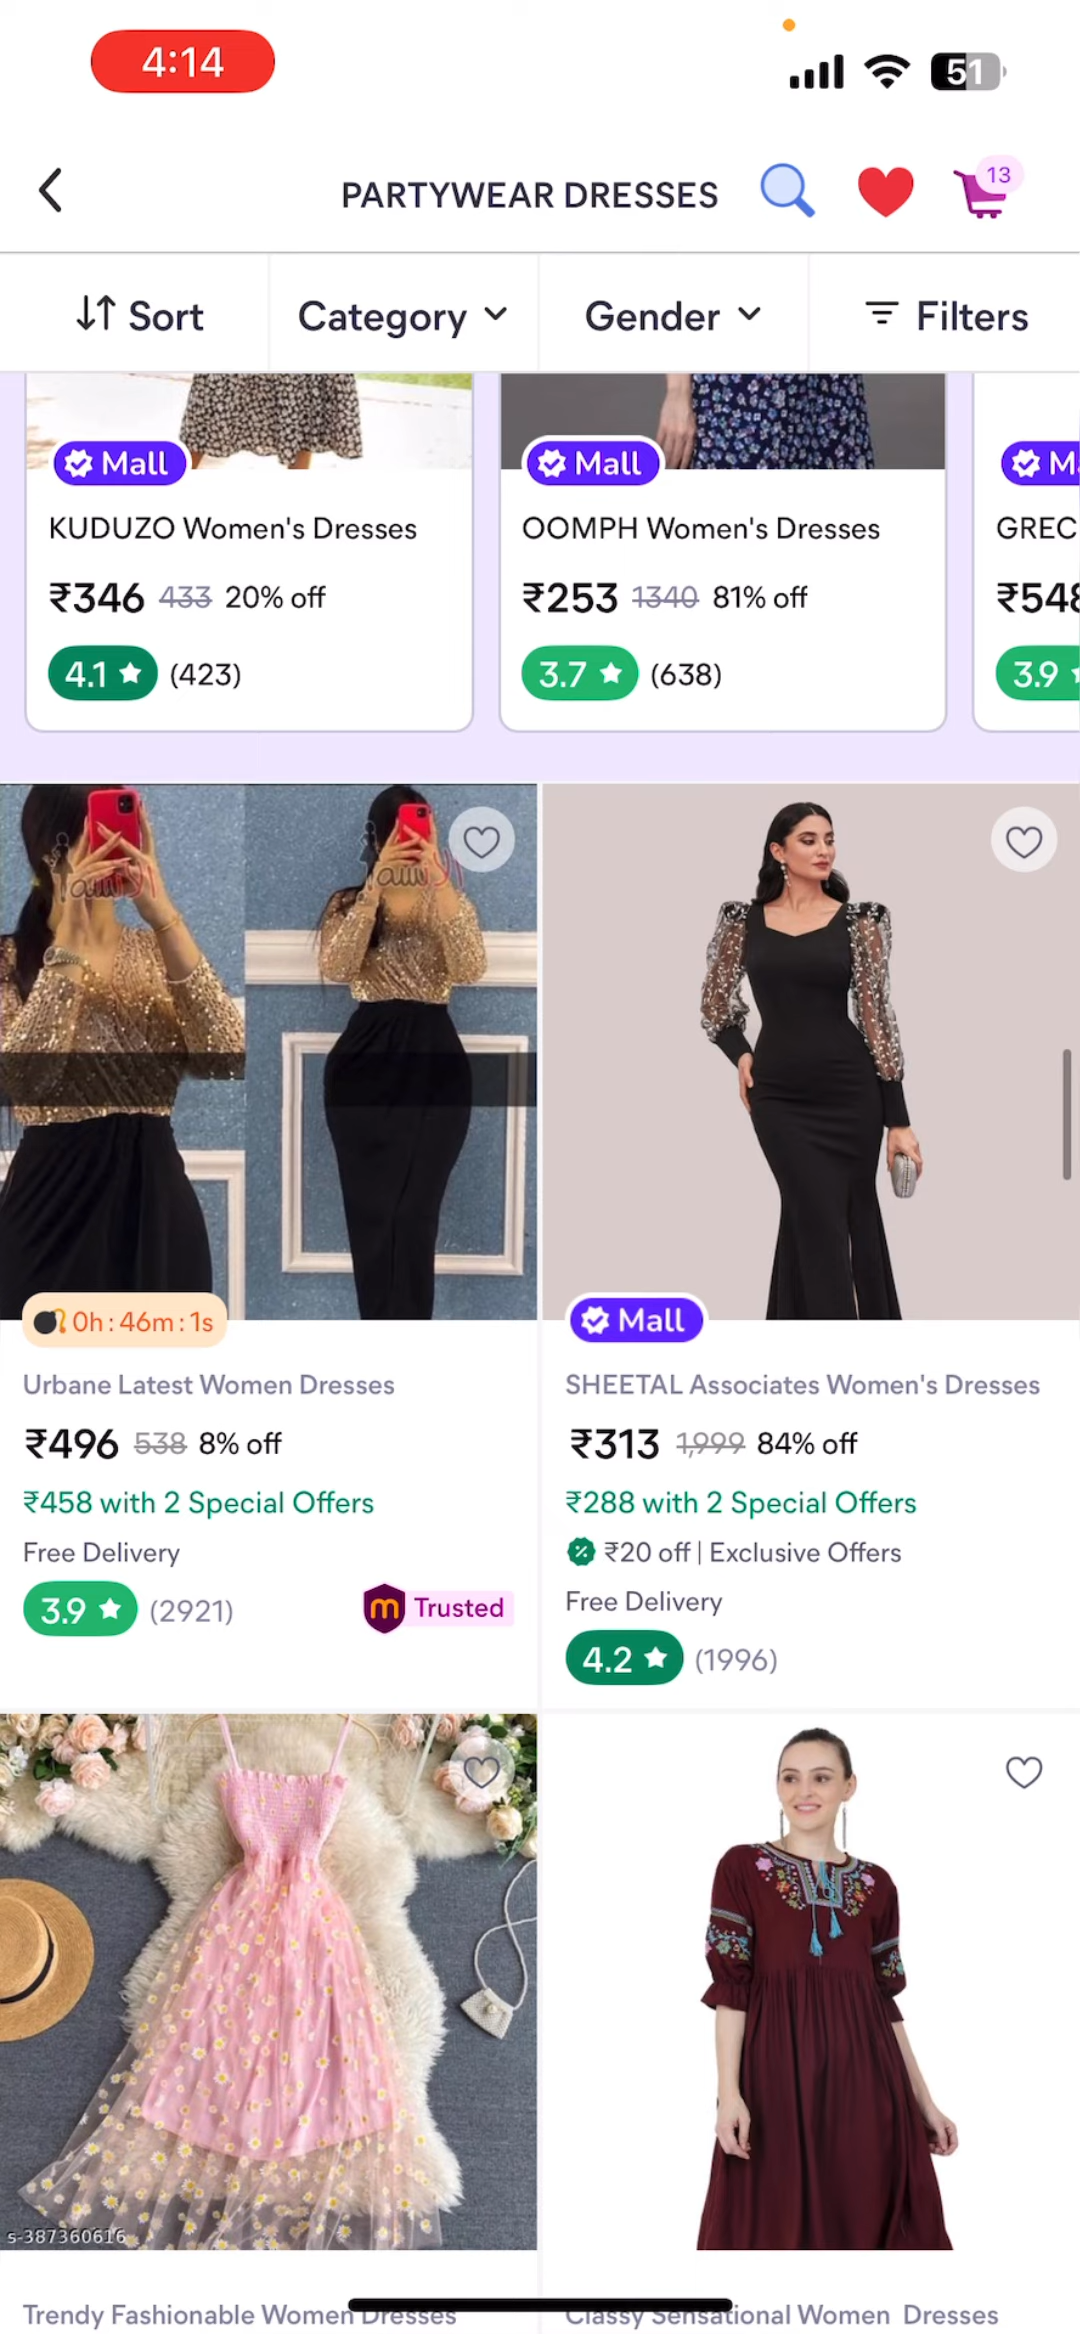 4:14
51
PARTYWEAR DRESSES
13
Sort
Category
Gender
Filters
Mall
Mall
KUDUZO Women's Dresses
OOMPH Women's Dresses
GREC
₹346 433 20% off
₹253 1340 81% off
₹548
4.1 ★ (423)
3.7 ★ (638)
3.9
0h : 46m : 1s
Mall
Urbane Latest Women Dresses
₹496 538 8% off
₹458 with 2 Special Offers
Free Delivery
3.9 ★ (2921)
m Trusted
SHEETAL Associates Women's Dresses
₹313 1,999 84% off
₹288 with 2 Special Offers
₹20 off | Exclusive Offers
Free Delivery
4.2 ★ (1996)
s-387360616
Trendy Fashionable Women Dresses
Classy Sensational Women Dresses